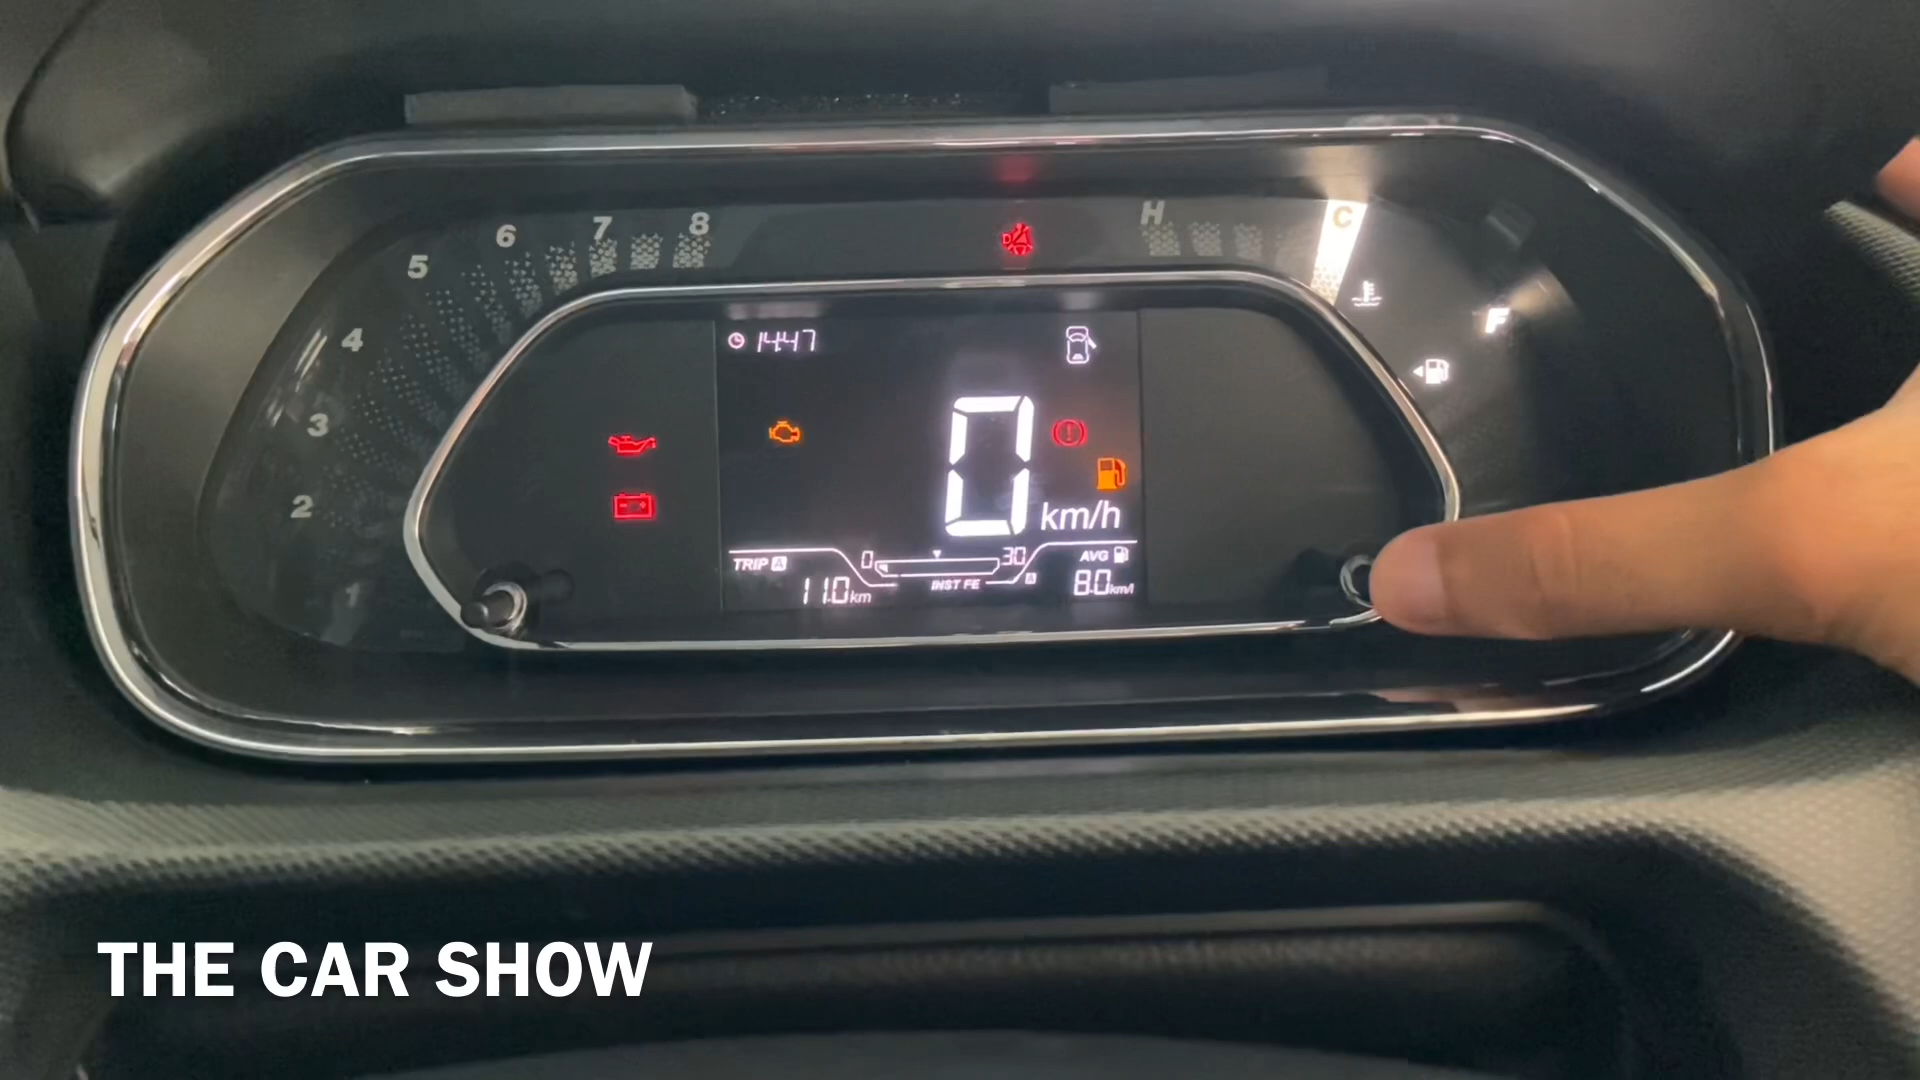 1
2
3
4
5
6
7
8
D
H
C
F
14:47
0
km/h
TRIP A
11.0km
0
30
INST FE
A
AVG
8.0km/l
THE CAR SHOW